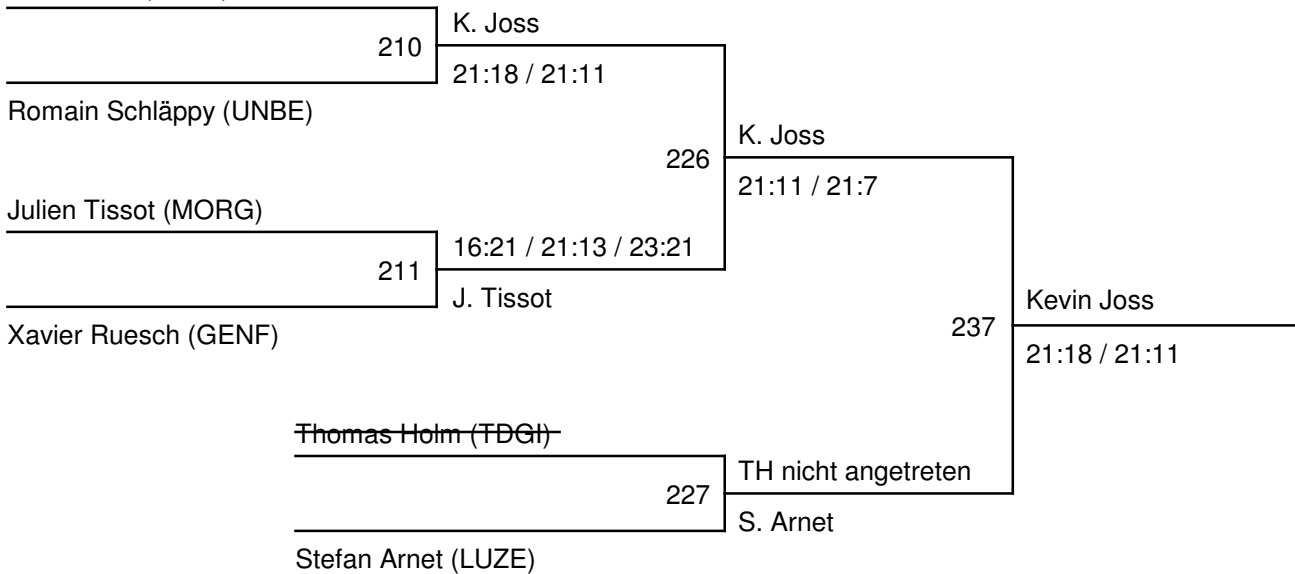 K. Joss
210
21:18 / 21:11
Romain Schläppy (UNBE)
K. Joss
226
21:11 / 21:7
Julien Tissot (MORG)
16:21 / 21:13 / 23:21
211
J. Tissot
Xavier Ruesch (GENF)
Kevin Joss
237
21:18 / 21:11
Thomas Holm (TDGI)
TH nicht angetreten
227
S. Arnet
Stefan Arnet (LUZE)